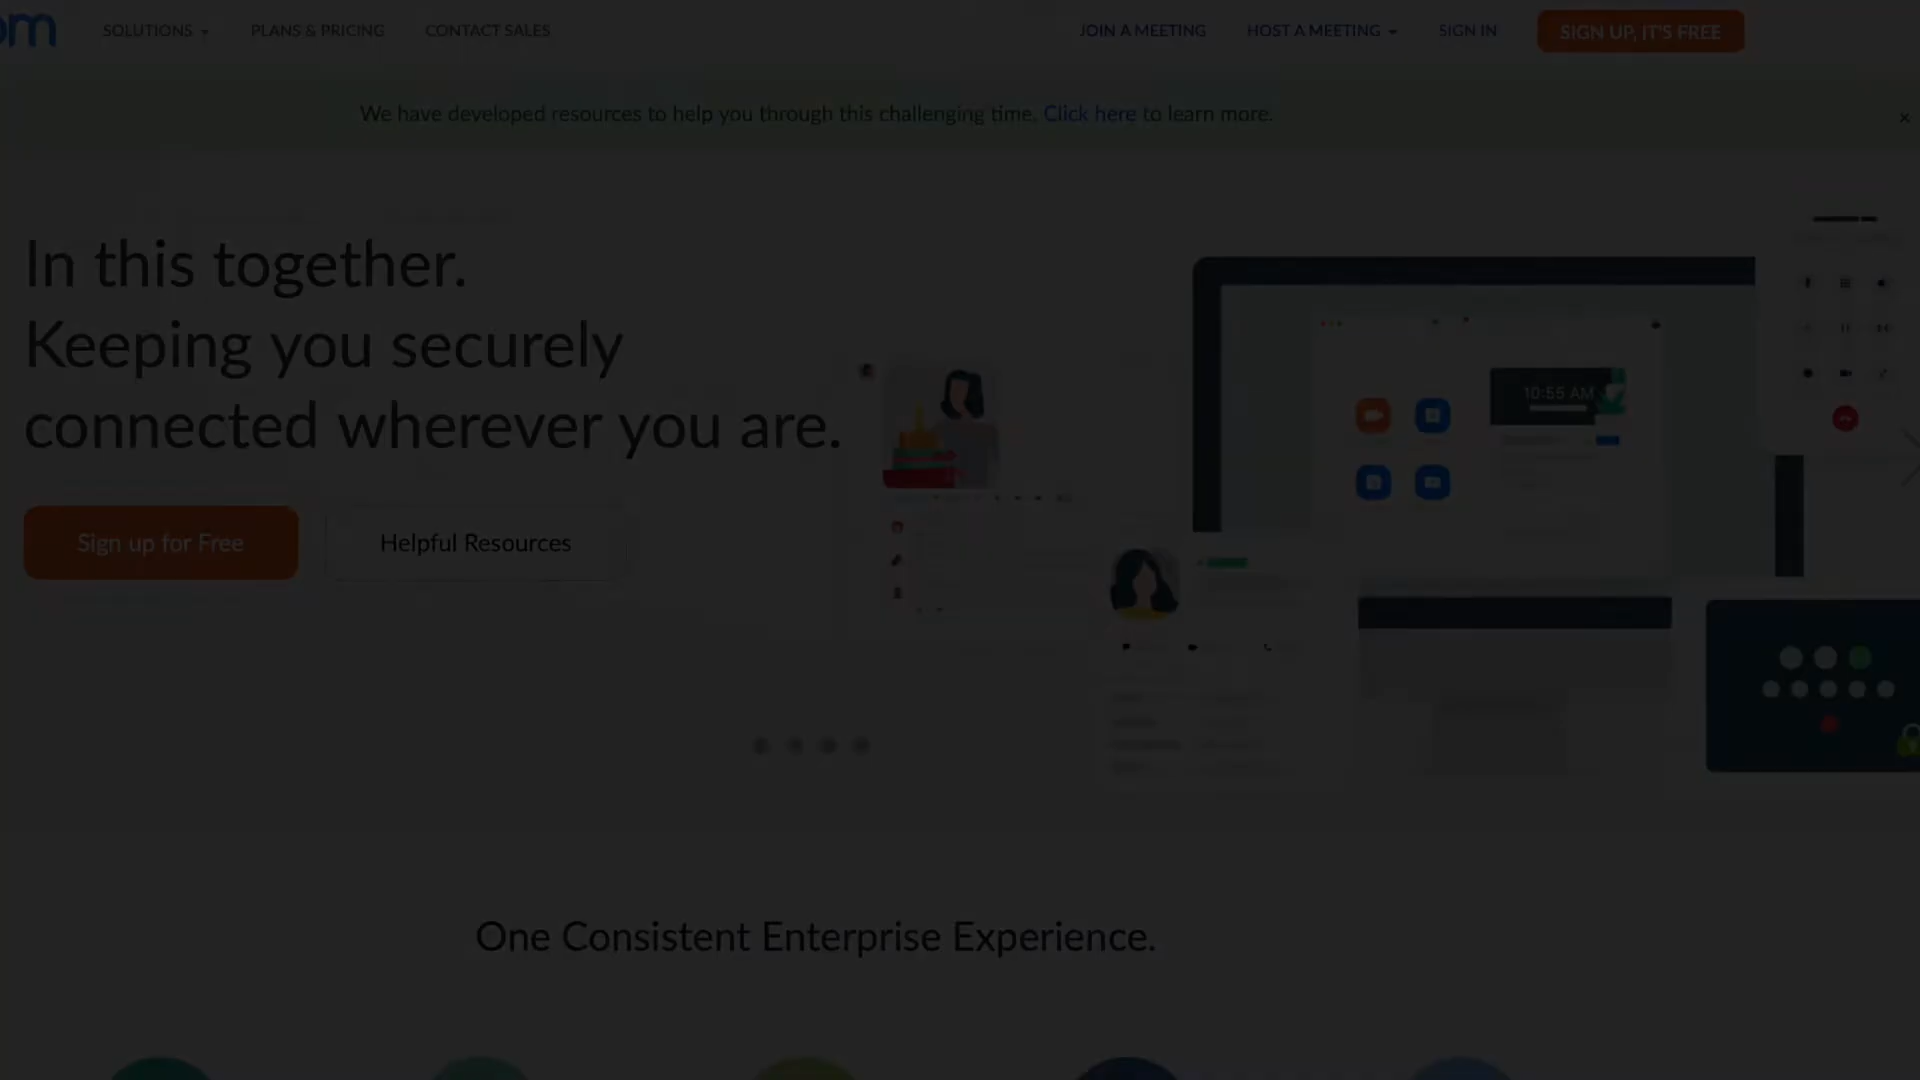 om
SOLUTIONS
PLANS & PRICING
CONTACT SALES
JOIN A MEETING
HOST A MEETING
SIGN IN
SIGN UP, IT'S FREE
We have developed resources to help you through this challenging time. Click here to learn more.
In this together.
Keeping you securely
connected wherever you are.
10:55 AM
Sign up for Free
Helpful Resources
One Consistent Enterprise Experience.